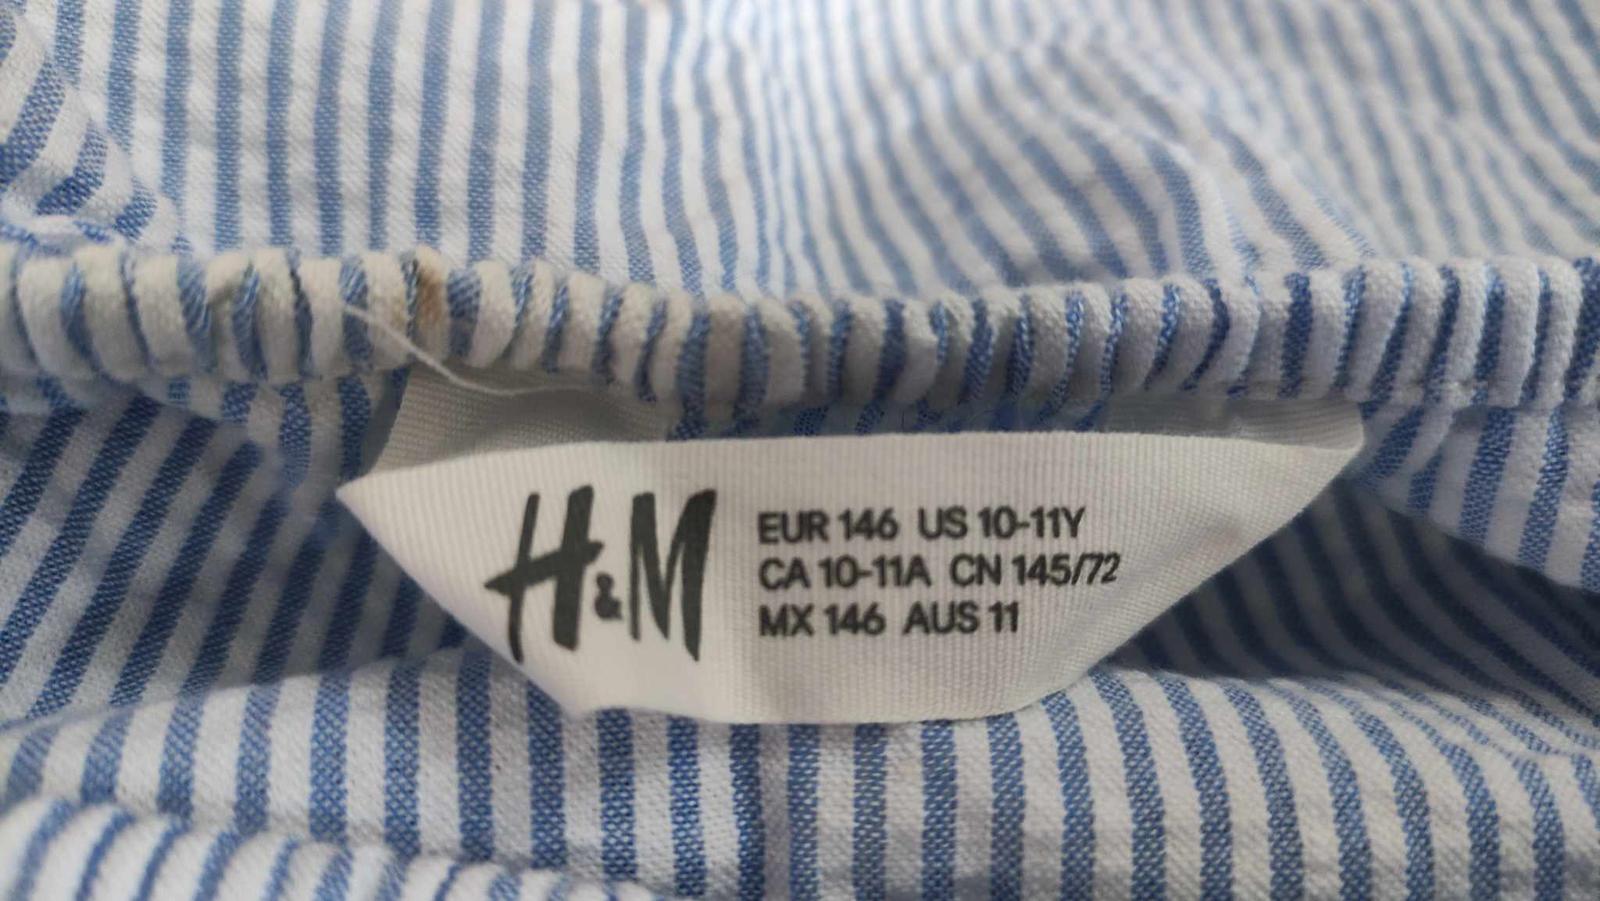 H&M
EUR 146 US 10-11Y
CA 10-11A CN 145/72
MX 146 AUS 11